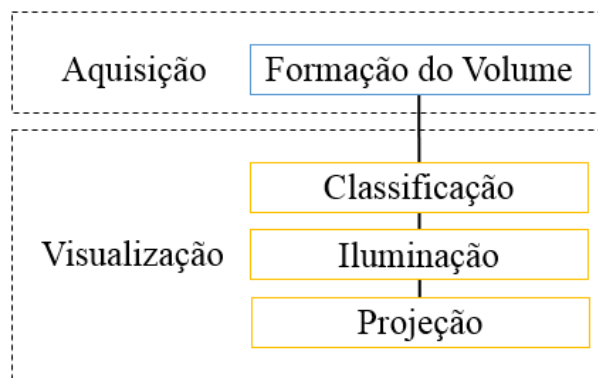 Aquisição
Formação do Volume
Classificação
Visualização
Iluminação
Projeção